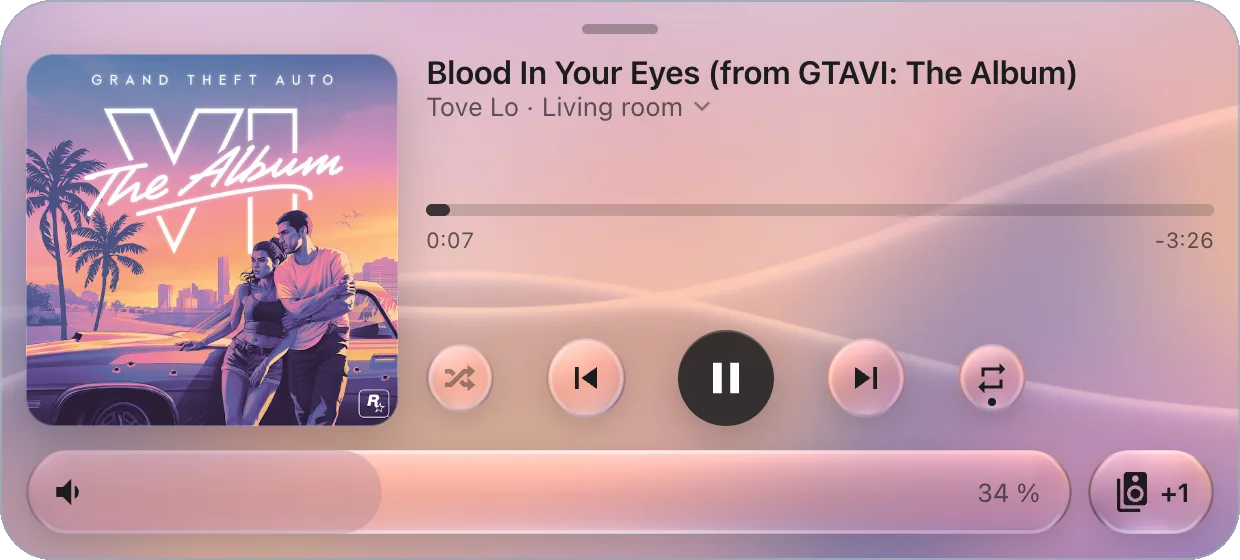 GRAND THEFT AUTO
VI
The Album
R
Blood In Your Eyes (from GTAVI: The Album)
Tove Lo · Living room
0:07
-3:26
34 %
+1